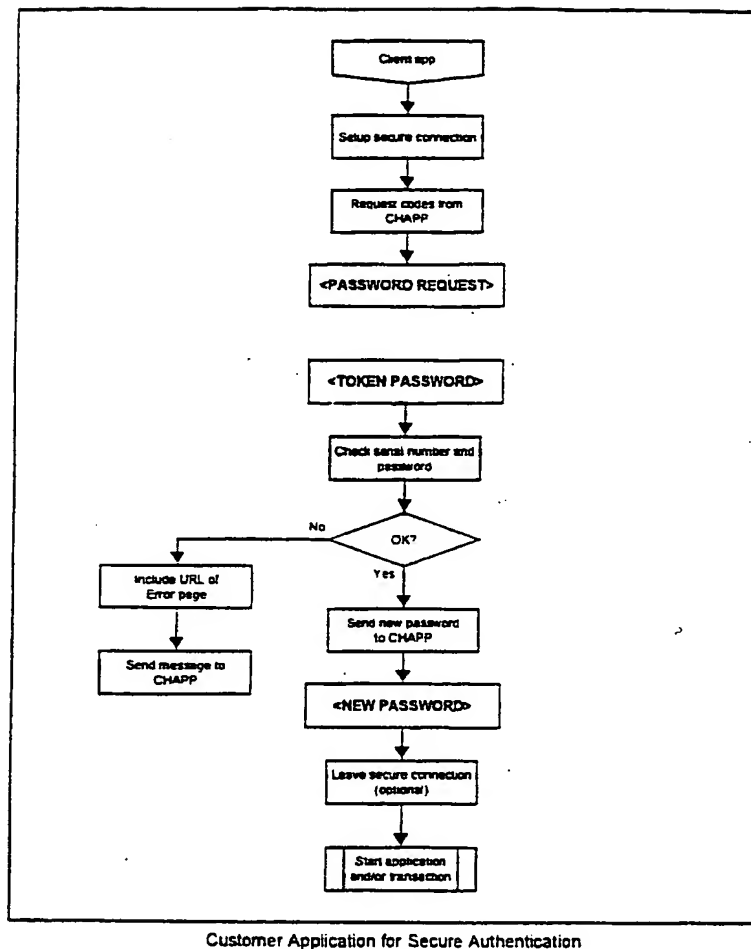 Client app
Setup secure connection
Request codes from
CHAPP
<PASSWORD REQUEST>
<TOKEN PASSWORD>
Check serial number and
password
No
OK?
Yes
Include URL of
Error page
Send new password
to CHAPP
Send message to
CHAPP
<NEW PASSWORD>
Leave secure connection
(optional)
Start application
and/or transaction
Customer Application for Secure Authentication